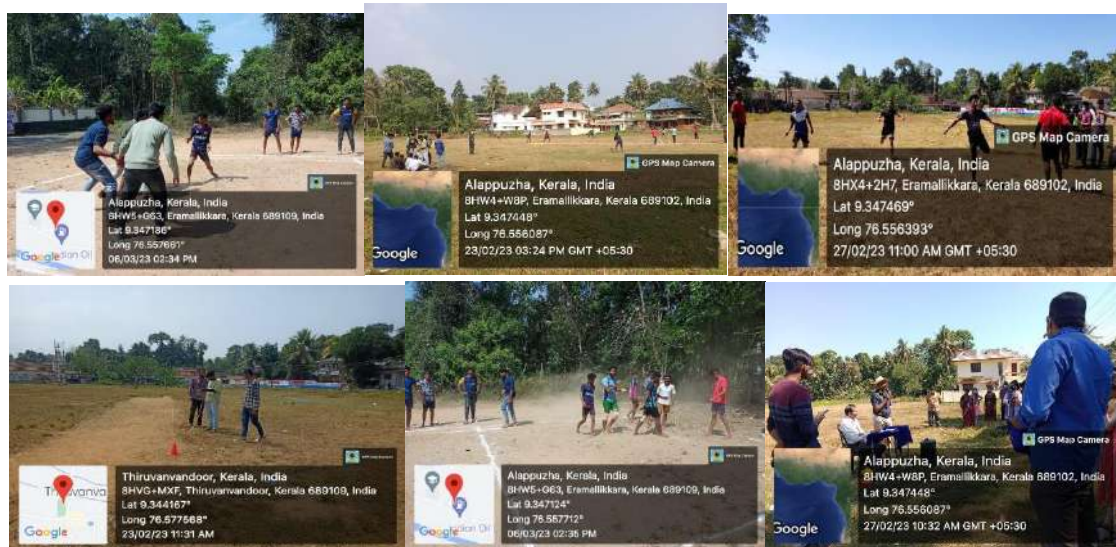 Alappuzha, Kerala, India
8HW5+G63, Eramallikkara, Kerala 689109, India
Lat 9.347186°
Long 76.557661°
06/03/23 02:34 PM
Google
GPS Map Camera
Alappuzha, Kerala, India
8HW4+W8P, Eramallikkara, Kerala 689102, India
Lat 9.347448°
Long 76.556087°
23/02/23 03:24 PM GMT +05:30
Google
GPS Map Camera
Alappuzha, Kerala, India
8HX4+2H7, Eramallikkara, Kerala 689102, India
Lat 9.347469°
Long 76.556393°
27/02/23 11:00 AM GMT +05:30
Google
GPS Map Camera
Thiruvanvandoor, Kerala, India
8HVG+MXF, Thiruvanvandoor, Kerala 689109, India
Lat 9.344167°
Long 76.577568°
23/02/23 11:31 AM
Google
GPS Map Camera
Alappuzha, Kerala, India
8HW5+G63, Eramallikkara, Kerala 689109, India
Lat 9.347124°
Long 76.557712°
06/03/23 02:35 PM
Google
GPS Map Camera
Alappuzha, Kerala, India
8HW4+W8P, Eramallikkara, Kerala 689102, India
Lat 9.347448°
Long 76.556087°
27/02/23 10:32 AM GMT +05:30
Google